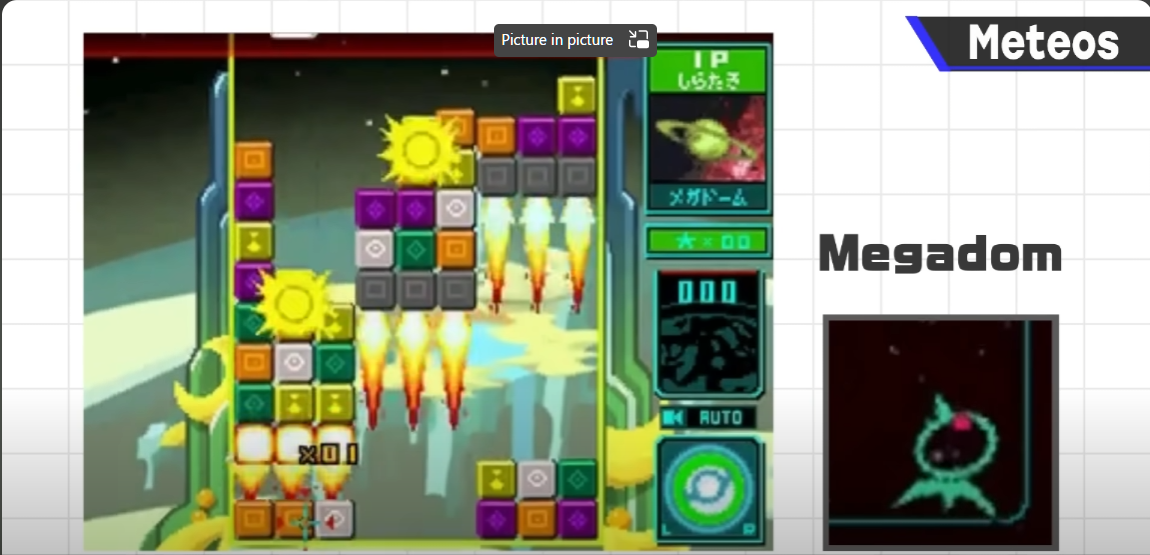 Picture in picture
Meteos
1P
しらたき
メガドーム
★×00
000
Megadom
AUTO
×01
L R